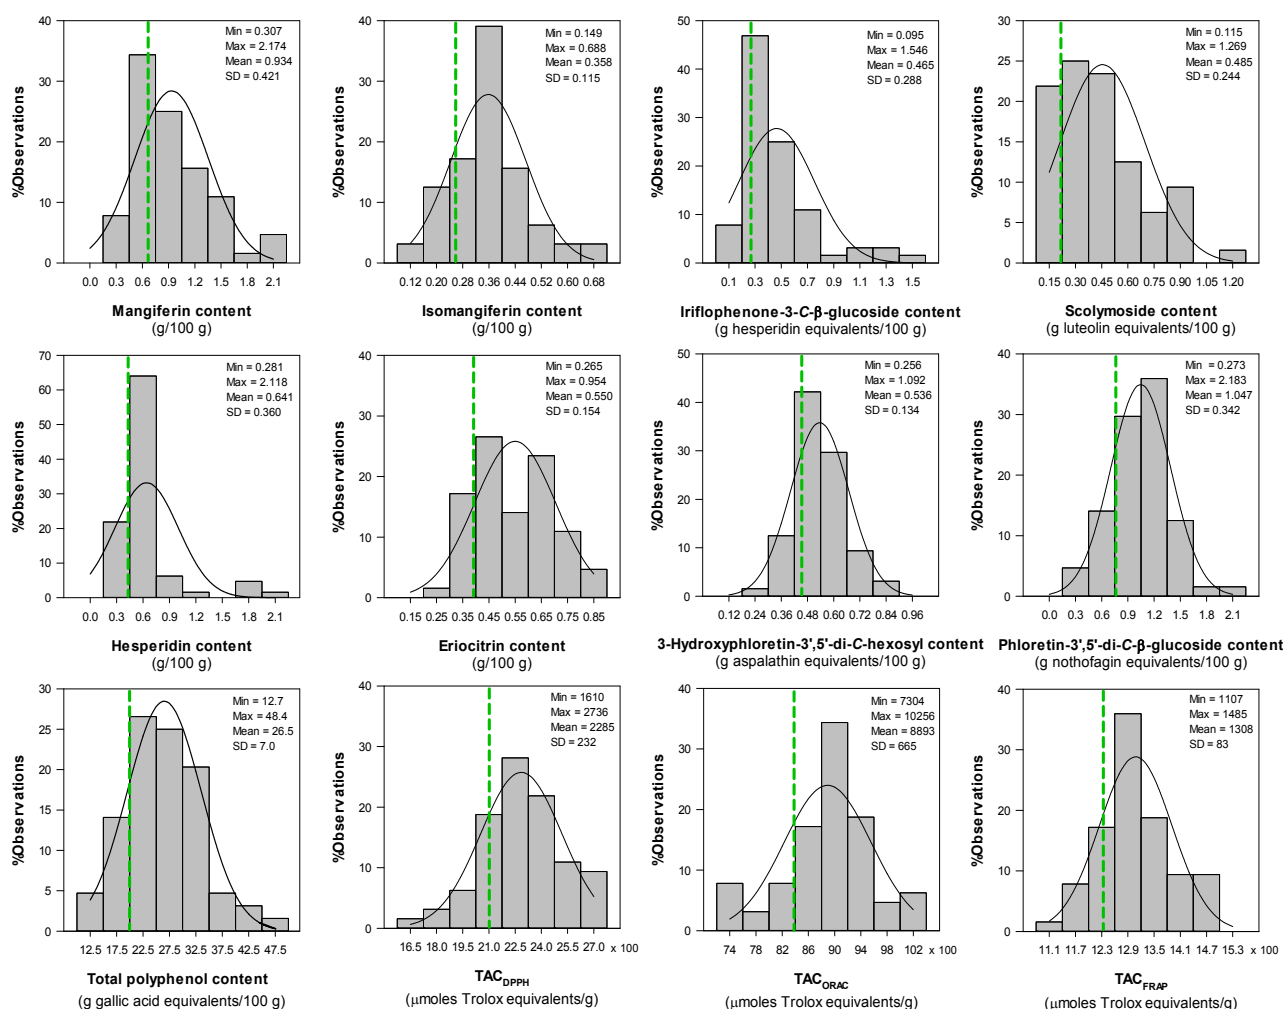 %Observations
50
40
30
20
10
0
Min = 0.307
Max = 2.174
Mean = 0.934
SD = 0.421
0.0 0.3 0.6 0.9 1.2 1.5 1.8 2.1
Mangiferin content
(g/100 g)
%Observations
40
30
20
10
0
Min = 0.149
Max = 0.688
Mean = 0.358
SD = 0.115
0.12 0.20 0.28 0.36 0.44 0.52 0.60 0.68
Isomangiferin content
(g/100 g)
%Observations
50
40
30
20
10
0
Min = 0.095
Max = 1.546
Mean = 0.465
SD = 0.288
0.1 0.3 0.5 0.7 0.9 1.1 1.3 1.5
Iriflophenone-3-C-β-glucoside content
(g hesperidin equivalents/100 g)
%Observations
30
25
20
15
10
5
0
Min = 0.115
Max = 1.269
Mean = 0.485
SD = 0.244
0.15 0.30 0.45 0.60 0.75 0.90 1.05 1.20
Scolymoside content
(g luteolin equivalents/100 g)
%Observations
70
60
50
40
30
20
10
0
Min = 0.281
Max = 2.118
Mean = 0.641
SD = 0.360
0.0 0.3 0.6 0.9 1.2 1.5 1.8 2.1
Hesperidin content
(g/100 g)
%Observations
40
30
20
10
0
Min = 0.265
Max = 0.954
Mean = 0.550
SD = 0.154
0.15 0.25 0.35 0.45 0.55 0.65 0.75 0.85
Eriocitrin content
(g/100 g)
%Observations
50
40
30
20
10
0
Min = 0.256
Max = 1.092
Mean = 0.536
SD = 0.134
0.12 0.24 0.36 0.48 0.60 0.72 0.84 0.96
3-Hydroxyphloretin-3',5'-di-C-hexosyl content
(g aspalathin equivalents/100 g)
%Observations
40
30
20
10
0
Min = 0.273
Max = 2.183
Mean = 1.047
SD = 0.342
0.0 0.3 0.6 0.9 1.2 1.5 1.8 2.1
Phloretin-3',5'-di-C-β-glucoside content
(g nothofagin equivalents/100 g)
%Observations
30
25
20
15
10
5
0
Min = 12.7
Max = 48.4
Mean = 26.5
SD = 7.0
12.5 17.5 22.5 27.5 32.5 37.5 42.5 47.5
Total polyphenol content
(g gallic acid equivalents/100 g)
%Observations
40
30
20
10
0
Min = 1610
Max = 2736
Mean = 2285
SD = 232
16.5 18.0 19.5 21.0 22.5 24.0 25.5 27.0 x 100
TAC DPPH
(μmoles Trolox equivalents/g)
%Observations
40
30
20
10
0
Min = 7304
Max = 10256
Mean = 8893
SD = 665
74 78 82 86 90 94 98 102 x 100
TAC ORAC
(μmoles Trolox equivalents/g)
%Observations
40
30
20
10
0
Min = 1107
Max = 1485
Mean = 1308
SD = 83
11.1 11.7 12.3 12.9 13.5 14.1 14.7 15.3 x 100
TAC FRAP
(μmoles Trolox equivalents/g)